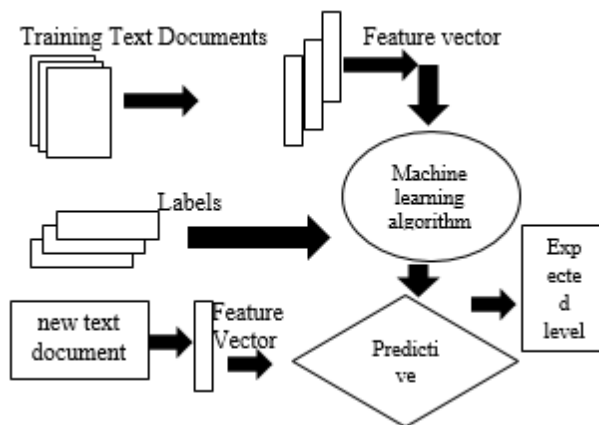 Training Text Documents
Feature vector
Machine
learning
algorithm
Labels
Exp
ecte
d
level
new text
document
Feature
Vector
Predicti
ve